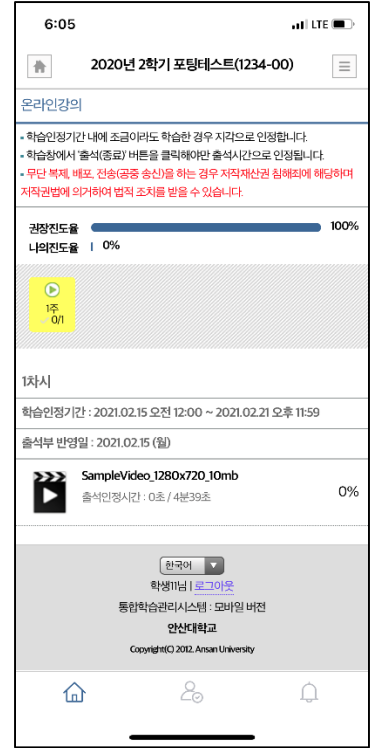 6:05
LTE
2020년 2학기 포팅테스트(1234-00)
온라인강의
- 학습인정기간 내에 조금이라도 학습한 경우 지각으로 인정합니다.
- 학습창에서 '출석(종료)' 버튼을 클릭해야만 출석시간으로 인정됩니다.
- 무단 복제, 배포, 전송(공중 송신)을 하는 경우 저작재산권 침해죄에 해당하며
저작권법에 의거하여 법적 조치를 받을 수 있습니다.
권장진도율 100%
나의진도율 0%
1주
0/1
1차시
학습인정기간 : 2021.02.15 오전 12:00 ~ 2021.02.21 오후 11:59
출석부 반영일 : 2021.02.15 (월)
SampleVideo_1280x720_10mb
출석인정시간 : 0초 / 4분39초
0%
한국어
학생11님 | 로그아웃
통합학습관리시스템 : 모바일 버전
안산대학교
Copyright(C) 2012. Ansan University